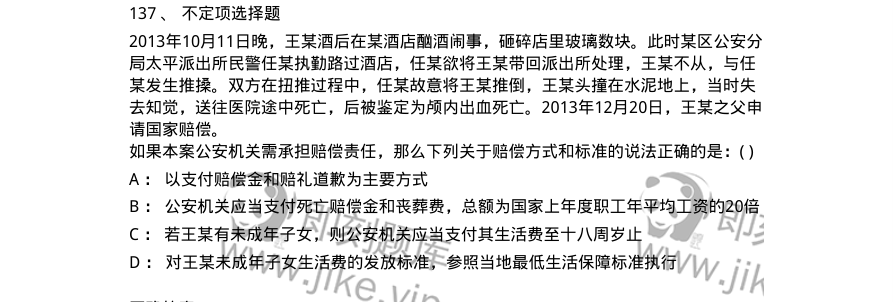 137 、 不定项选择题
2013年10月11日晚，王某酒后在某酒店酗酒闹事，砸碎店里玻璃数块。此时某区公安分
局太平派出所民警任某执勤路过酒店，任某欲将王某带回派出所处理，王某不从，与任
某发生推搡。双方在扭推过程中，任某故意将王某推倒，王某头撞在水泥地上，当时失
去知觉，送往医院途中死亡，后被鉴定为颅内出血死亡。2013年12月20日，王某之父申
请国家赔偿。
如果本案公安机关需承担赔偿责任，那么下列关于赔偿方式和标准的说法正确的是：( )
A ： 以支付赔偿金和赔礼道歉为主要方式
B ： 公安机关应当支付死亡赔偿金和丧葬费，总额为国家上年度职工年平均工资的20倍
C ： 若王某有未成年子女，则公安机关应当支付其生活费至十八周岁止
D ： 对王某未成年子女生活费的发放标准，参照当地最低生活保障标准执行
即刻题库
www.jike.vip
即刻
www.jik